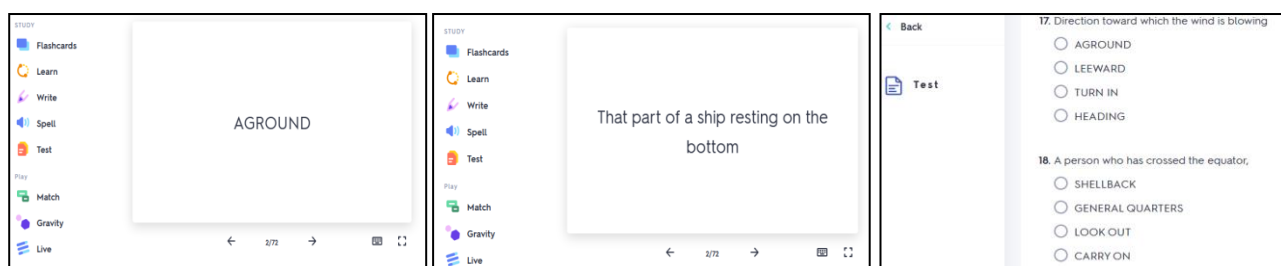 STUDY
Flashcards
Learn
Write
Spell
Test
Play
Match
Gravity
Live
AGROUND
2/72
STUDY
Flashcards
Learn
Write
Spell
Test
Play
Match
Gravity
Live
That part of a ship resting on the
bottom
2/72
Back
Test
17. Direction toward which the wind is blowing
AGROUND
LEEWARD
TURN IN
HEADING
18. A person who has crossed the equator,
SHELLBACK
GENERAL QUARTERS
LOOK OUT
CARRY ON